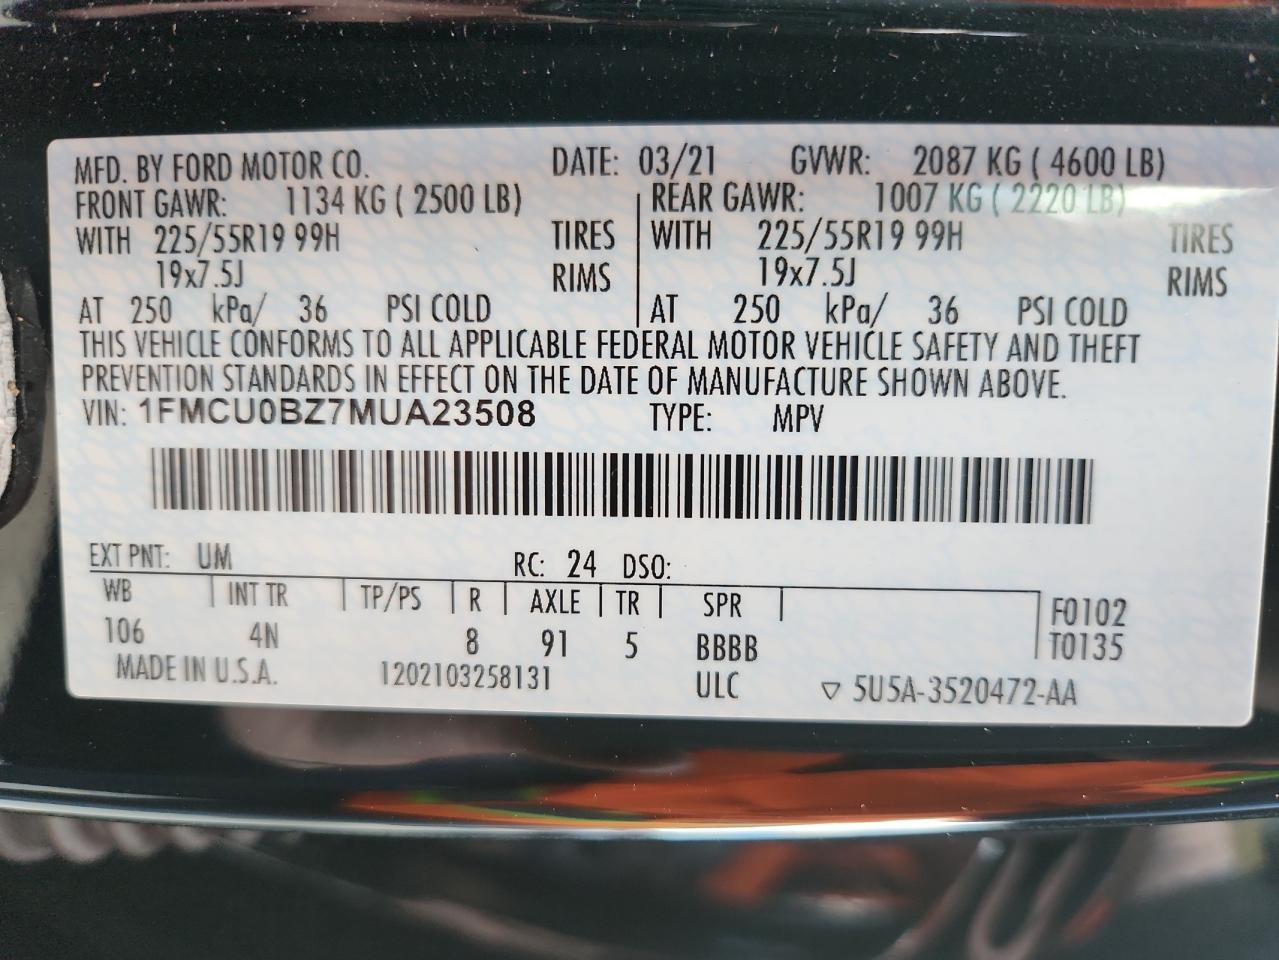 MFD. BY FORD MOTOR CO. DATE: 03/21 GVWR: 2087 KG ( 4600 LB)
FRONT GAWR: 1134 KG ( 2500 LB) REAR GAWR: 1007 KG ( 2220 LB)
WITH 225/55R19 99H TIRES WITH 225/55R19 99H TIRES
19x7.5J RIMS 19x7.5J RIMS
AT 250 kPa/ 36 PSI COLD AT 250 kPa/ 36 PSI COLD
THIS VEHICLE CONFORMS TO ALL APPLICABLE FEDERAL MOTOR VEHICLE SAFETY AND THEFT
PREVENTION STANDARDS IN EFFECT ON THE DATE OF MANUFACTURE SHOWN ABOVE.
VIN: 1FMCU0BZ7MUA23508 TYPE: MPV
EXT PNT: UM RC: 24 DSO:
WB INT TR TP/PS R AXLE TR SPR F0102
106 4N 8 91 5 BBBB T0135
MADE IN U.S.A. 1202103258131 ULC ▽ 5U5A-3520472-AA